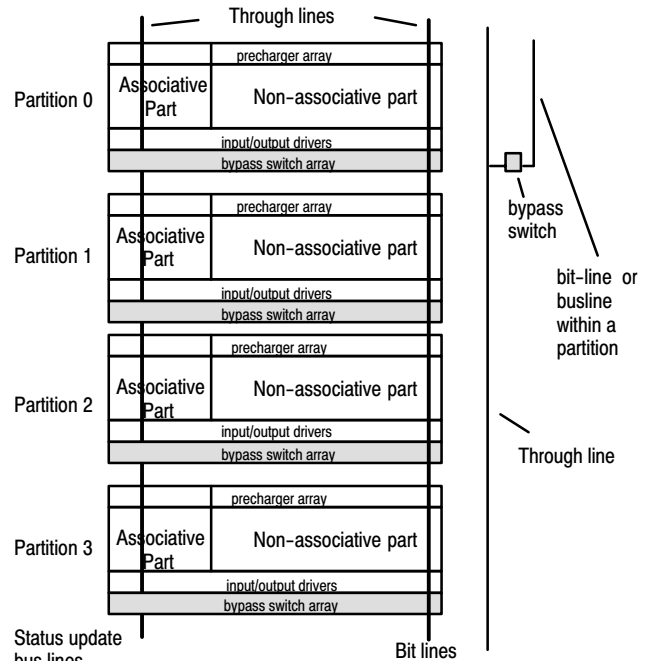 Through lines
precharger array
Partition 0
Associative
Part
Non-associative part
input/output drivers
bypass switch array
precharger array
Partition 1
Associative
Part
Non-associative part
input/output drivers
bypass switch array
precharger array
Partition 2
Associative
Part
Non-associative part
input/output drivers
bypass switch array
precharger array
Partition 3
Associative
Part
Non-associative part
input/output drivers
bypass switch array
Status update
bus lines
Bit lines
bypass
switch
bit-line or
busline
within a
partition
Through line